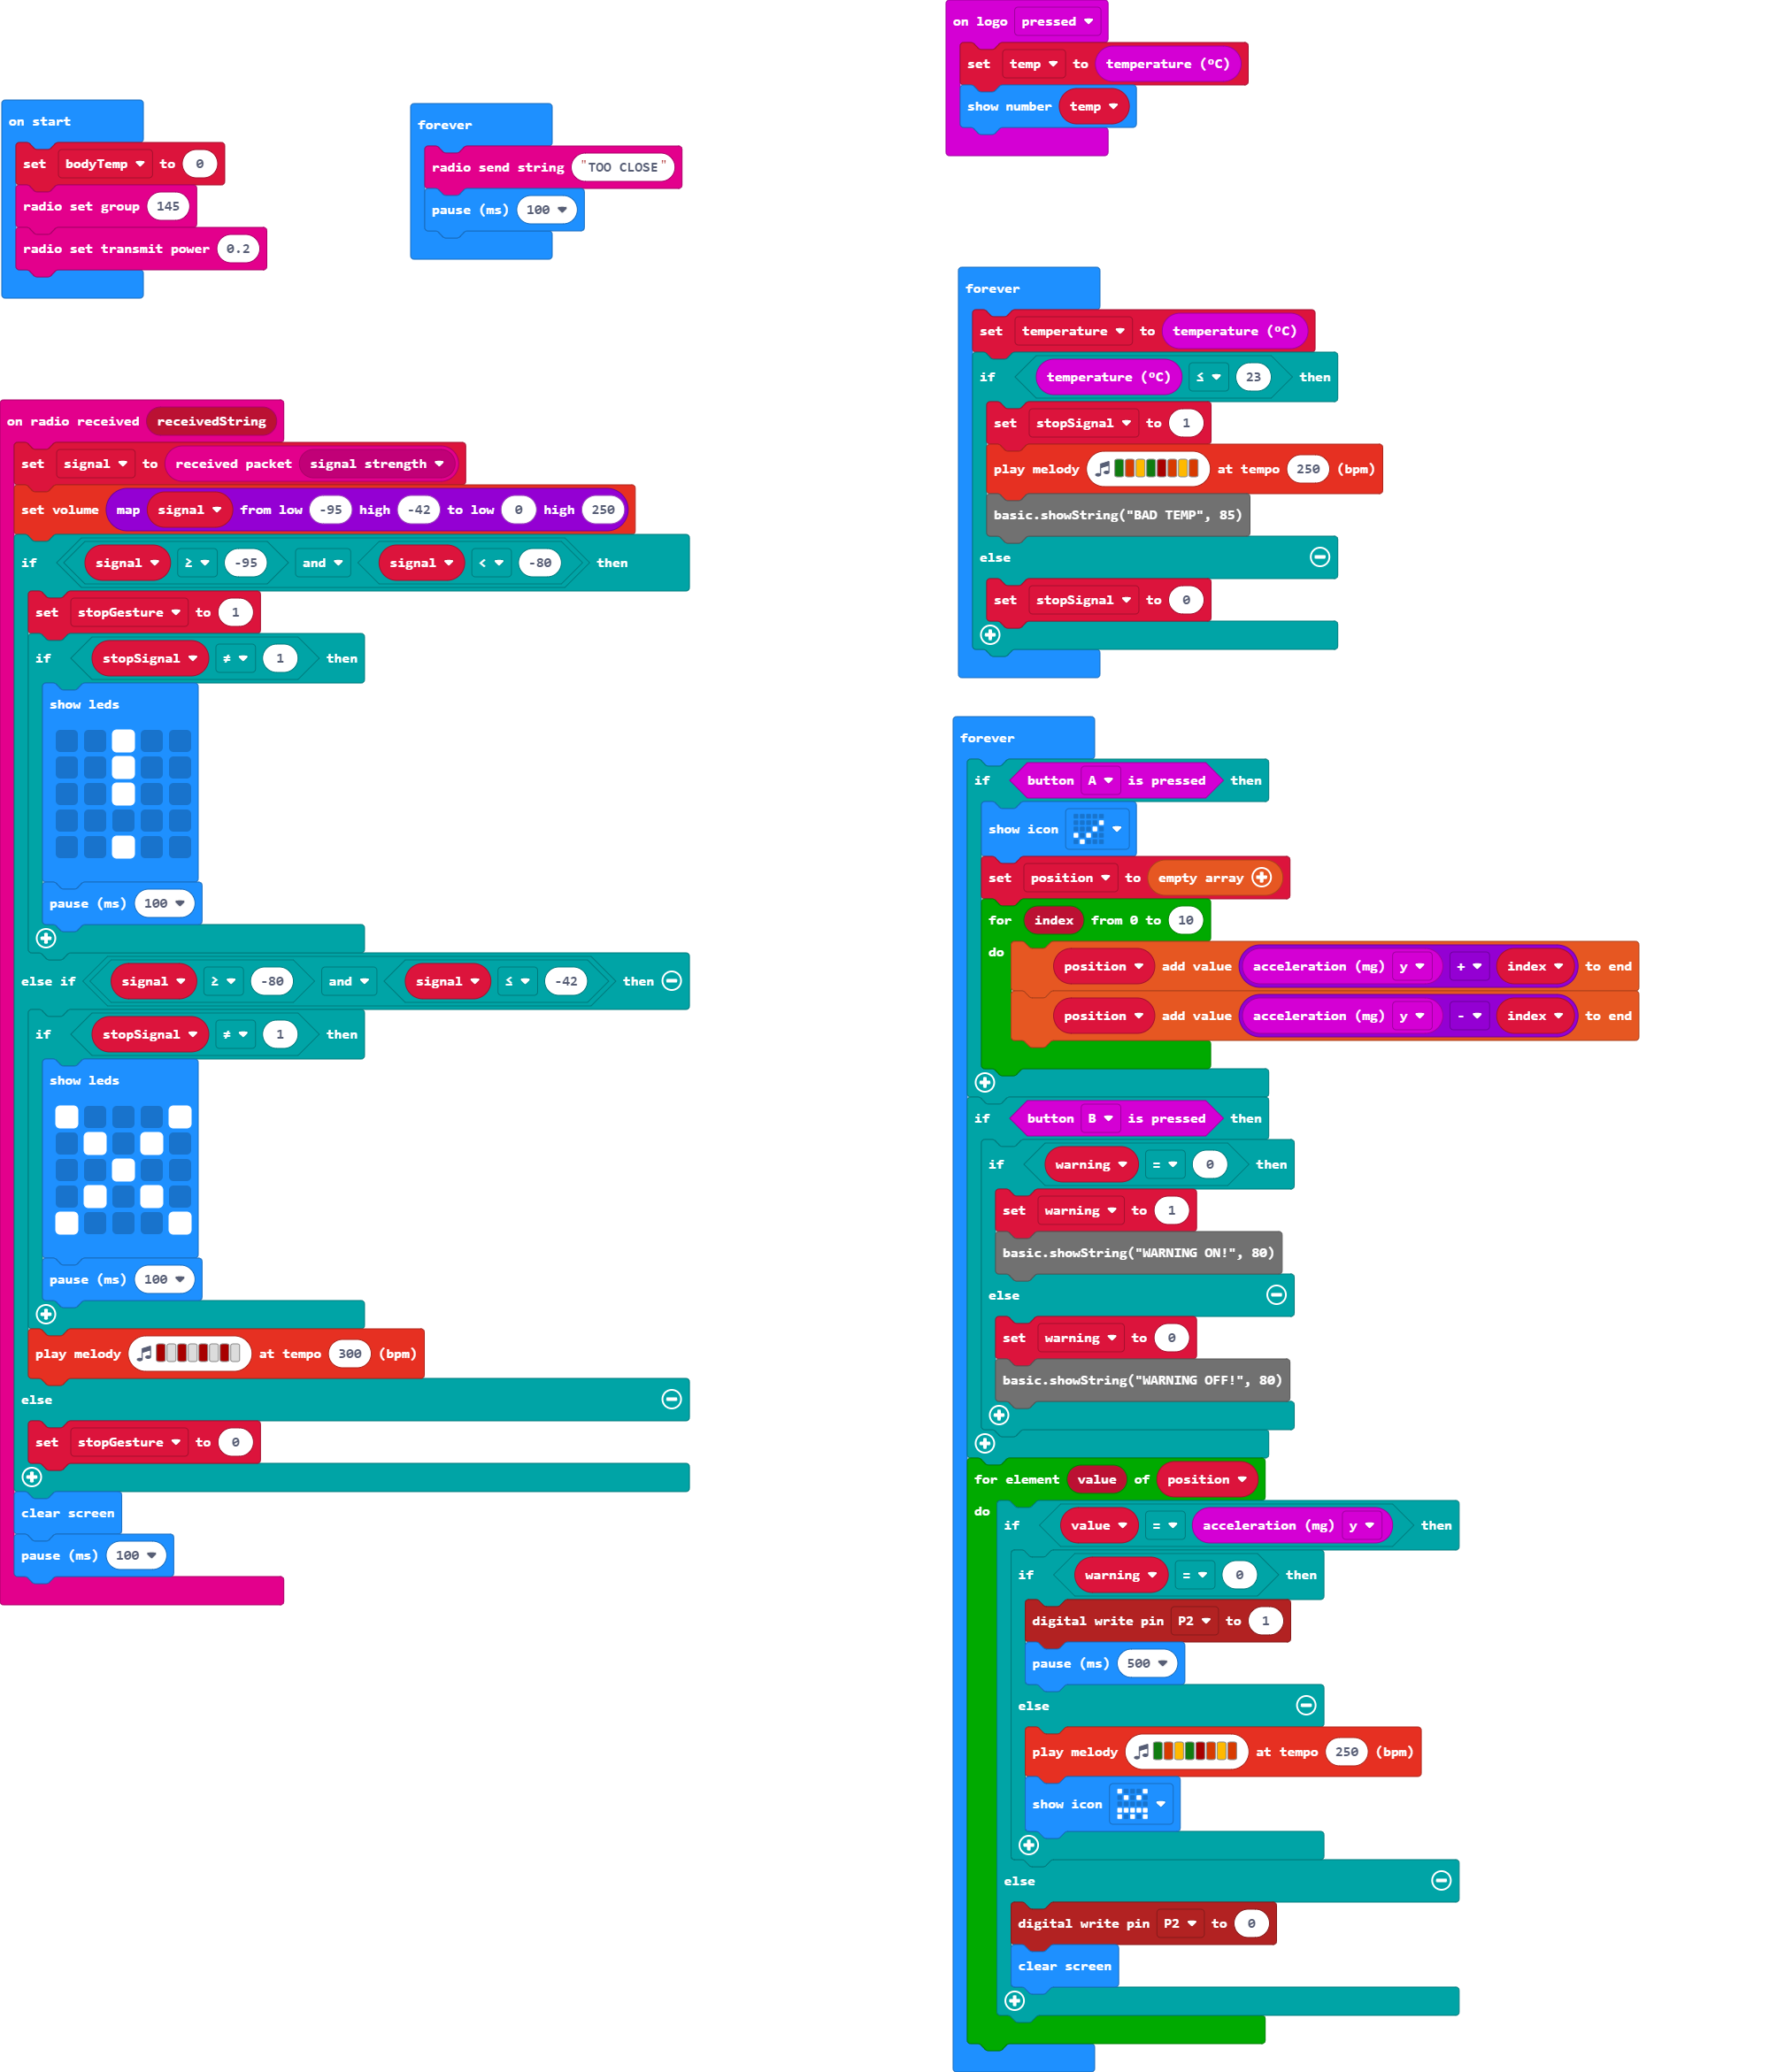 on start
set bodyTemp to 0
radio set group 145
radio set transmit power 0.2
forever
radio send string "TOO CLOSE"
pause (ms) 100
on radio received receivedString
set signal to received packet signal strength
set volume map signal from low -95 high -42 to low 0 high 250
if signal ≥ -95 and signal < -80 then
set stopGesture to 1
if stopSignal ≠ 1 then
show leds
pause (ms) 100
else if signal ≥ -80 and signal ≤ -42 then
if stopSignal ≠ 1 then
show leds
pause (ms) 100
play melody at tempo 300 (bpm)
else
set stopGesture to 0
clear screen
pause (ms) 100
on logo pressed
set temp to temperature (ºC)
show number temp
forever
set temperature to temperature (ºC)
if temperature (ºC) ≤ 23 then
set stopSignal to 1
play melody at tempo 250 (bpm)
basic.showString("BAD TEMP", 85)
else
set stopSignal to 0
forever
if button A is pressed then
show icon
set position to empty array
for index from 0 to 10
do position add value acceleration (mg) y + index to end
position add value acceleration (mg) y - index to end
if button B is pressed then
if warning = 0 then
set warning to 1
basic.showString("WARNING ON!", 80)
else
set warning to 0
basic.showString("WARNING OFF!", 80)
for element value of position
do if value = acceleration (mg) y then
if warning = 0 then
digital write pin P2 to 1
pause (ms) 500
else
play melody at tempo 250 (bpm)
show icon
else
digital write pin P2 to 0
clear screen